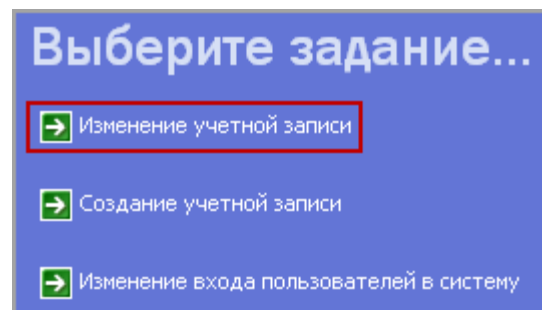 Выберите задание...
Изменение учетной записи
Создание учетной записи
Изменение входа пользователей в систему